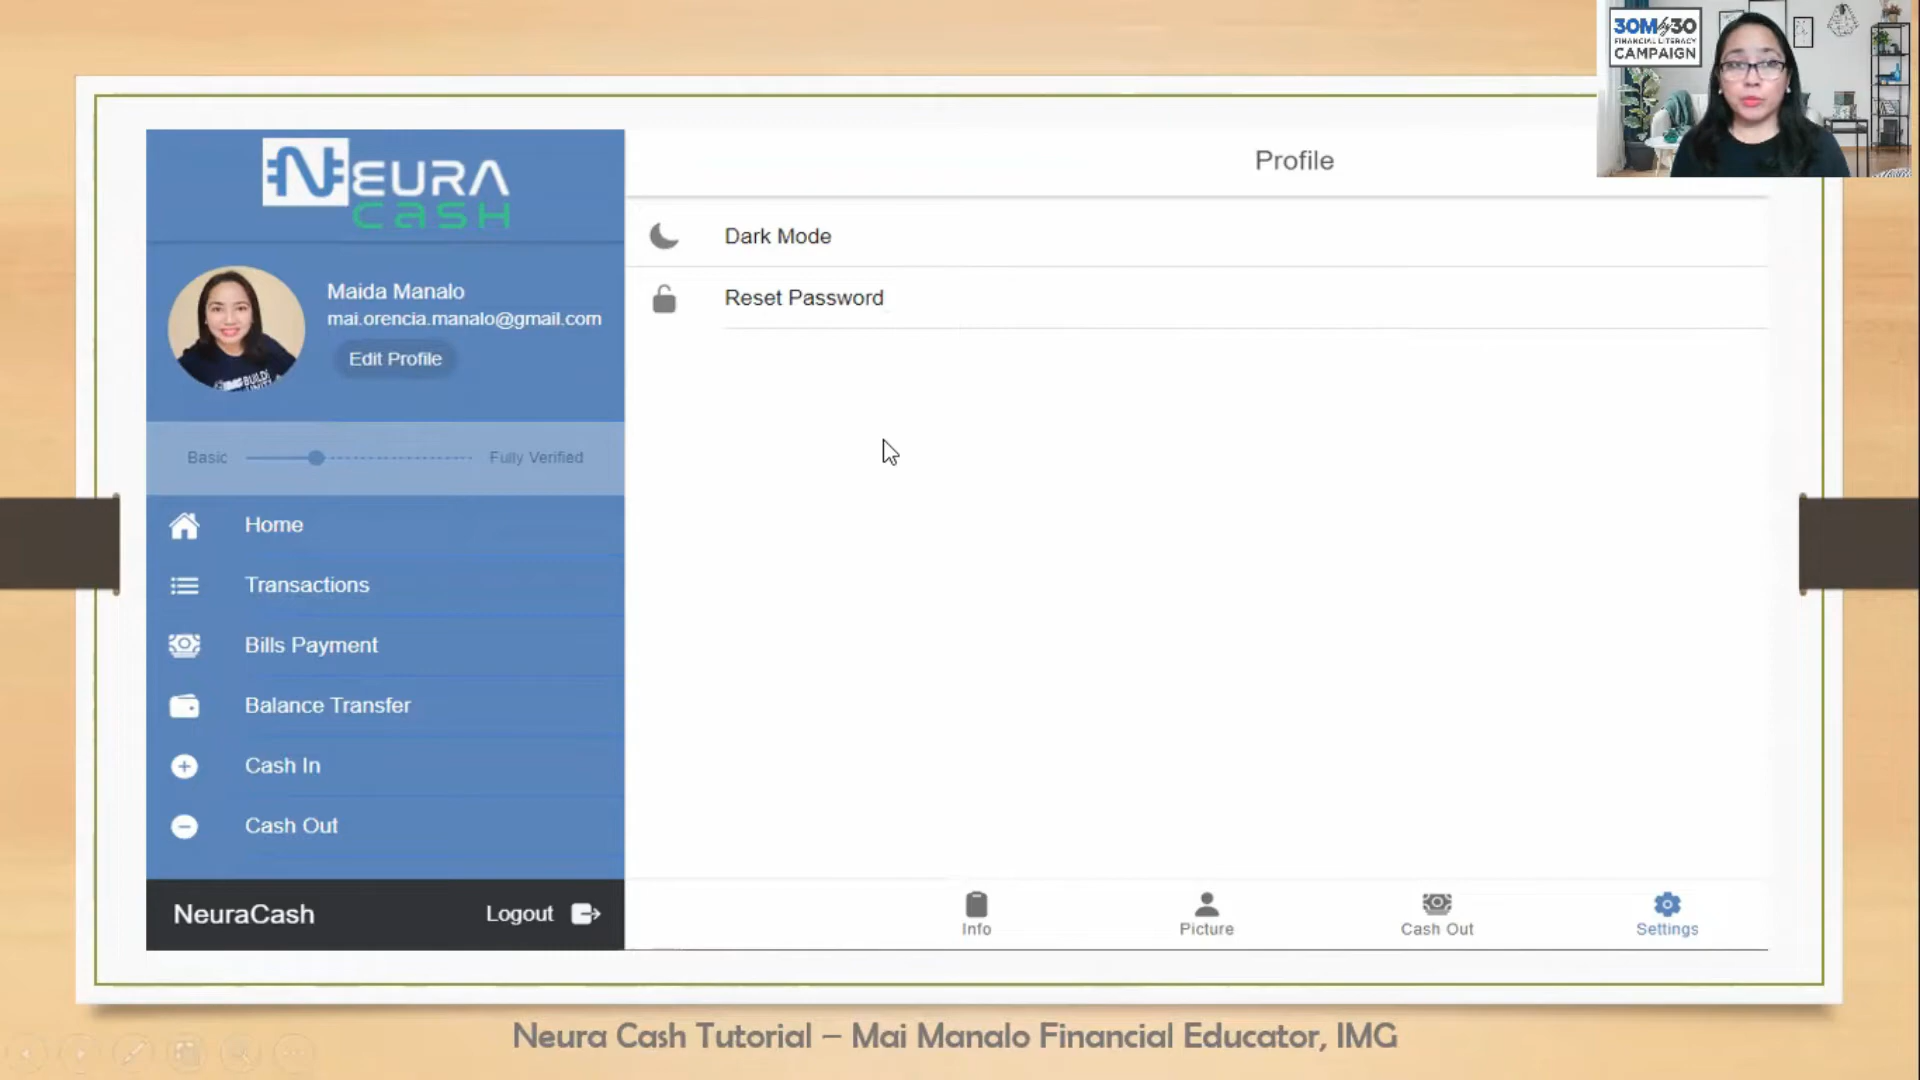 30Mby30
FINANCIAL LITERACY
CAMPAIGN
NEURA
CASH
Profile
Dark Mode
Reset Password
Maida Manalo
mai.orencia.manalo@gmail.com
Edit Profile
Basic
Fully Verified
Home
Transactions
Bills Payment
Balance Transfer
Cash In
Cash Out
NeuraCash
Logout
Info
Picture
Cash Out
Settings
Neura Cash Tutorial – Mai Manalo Financial Educator, IMG